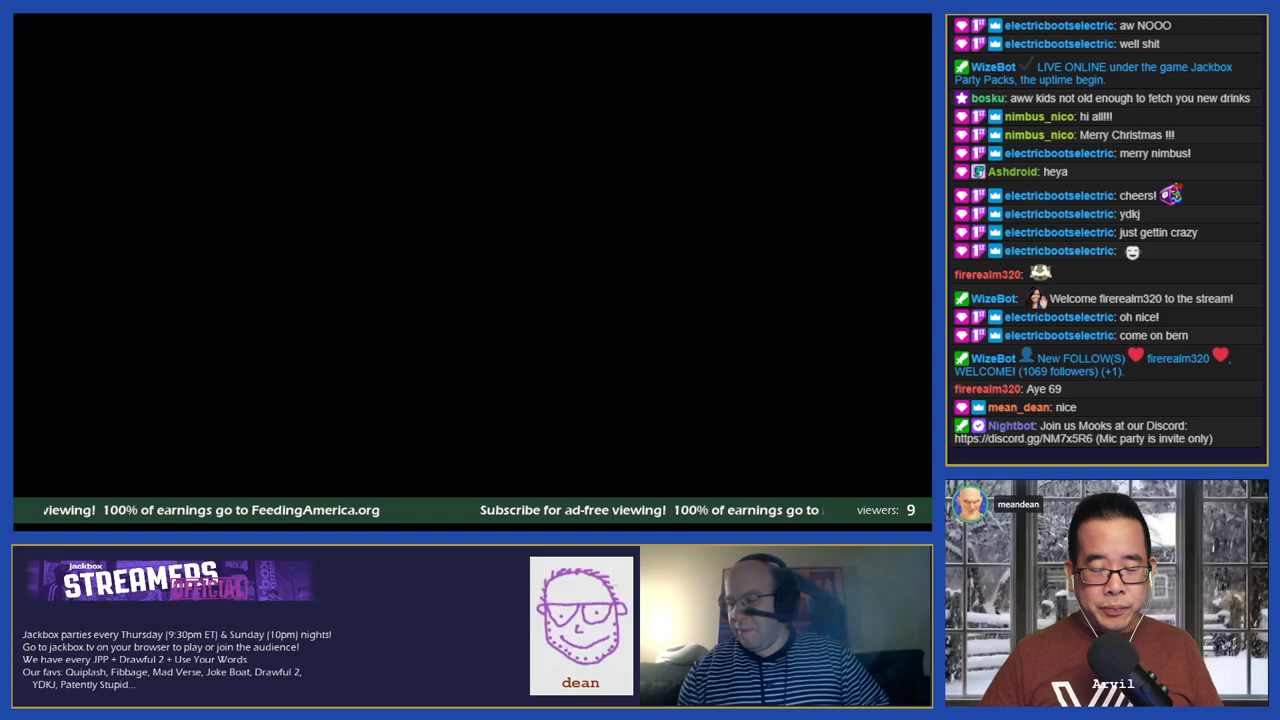 electricbootselectric: aw NOOO
electricbootselectric: well shit
WizeBot LIVE ONLINE under the game Jackbox
Party Packs, the uptime begin.
bosku: aww kids not old enough to fetch you new drinks
nimbus_nico: hi all!!!
nimbus_nico: Merry Christmas !!!
electricbootselectric: merry nimbus!
Ashdroid: heya
electricbootselectric: cheers!
electricbootselectric: ydkj
electricbootselectric: just gettin crazy
electricbootselectric:
firerealm320:
WizeBot: Welcome firerealm320 to the stream!
electricbootselectric: oh nice!
electricbootselectric: come on bern
WizeBot New FOLLOW(S) firerealm320 ,
WELCOME! (1069 followers) (+1).
firerealm320: Aye 69
mean_dean: nice
Nightbot: Join us Mooks at our Discord:
https://discord.gg/NM7x5R6 (Mic party is invite only)
viewing! 100% of earnings go to FeedingAmerica.org Subscribe for ad-free viewing! 100% of earnings go to viewers: 9
jackbox
STREAMERS
OFFICIAL
Jackbox parties every Thursday (9:30pm ET) & Sunday (10pm) nights!
Go to jackbox.tv on your browser to play or join the audience!
We have every JPP + Drawful 2 + Use Your Words
Our favs: Quiplash, Fibbage, Mad Verse, Joke Boat, Drawful 2,
YDKJ, Patently Stupid...
dean
meandean
Arvil